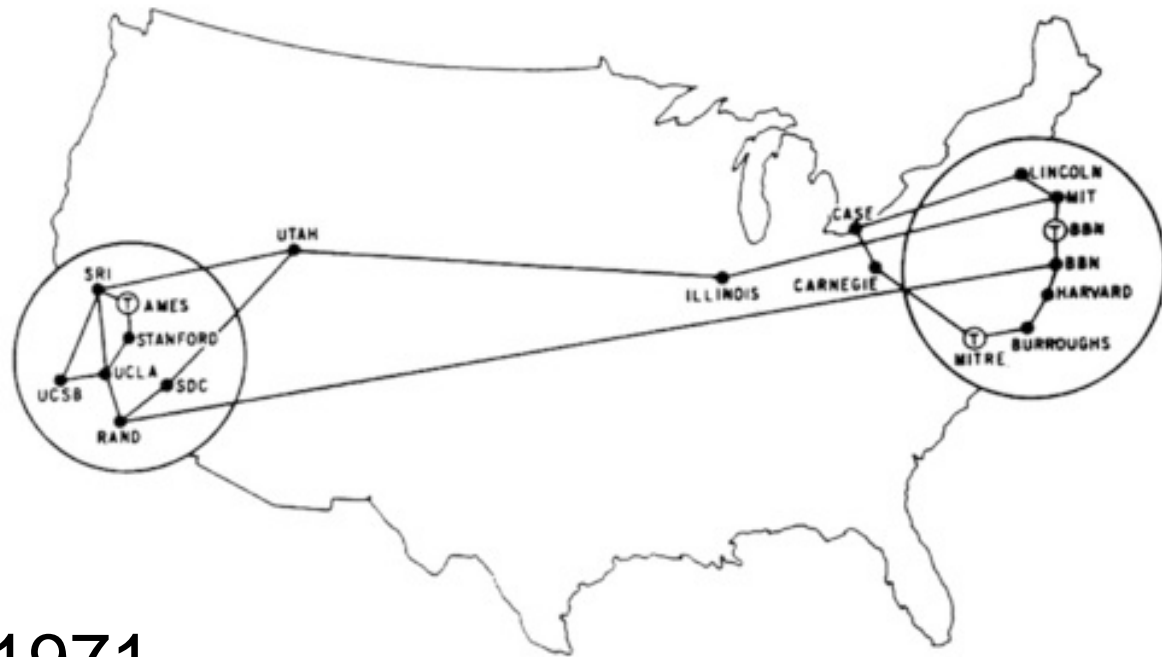 LINCOLN
MIT
CASE
T BBN
UTAH
BBN
SRI
CARNEGIE
ILLINOIS
HARVARD
T AMES
STANFORD
BURROUGHS
T
MITRE
UCLA
SDC
UCSB
RAND
1971